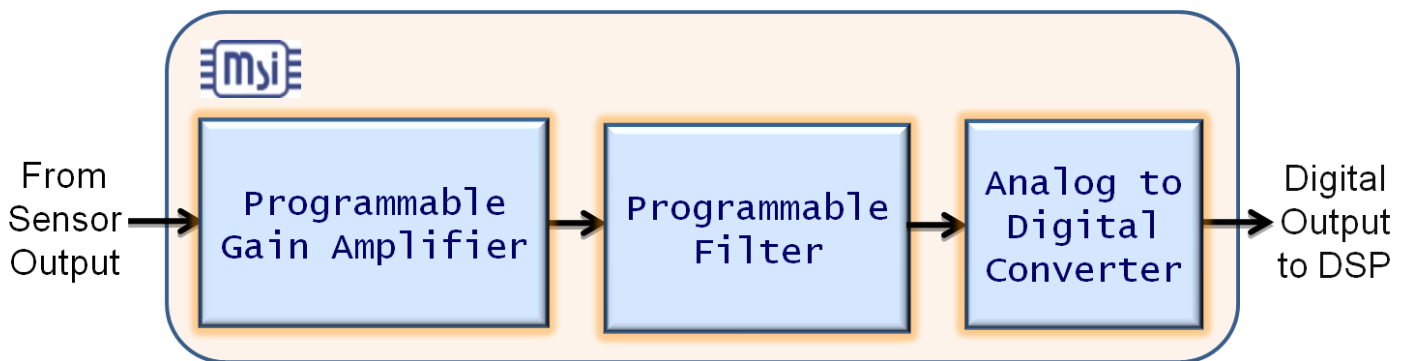 msi
From
Sensor
Output
Programmable
Gain Amplifier
Programmable
Filter
Analog to
Digital
Converter
Digital
Output
to DSP